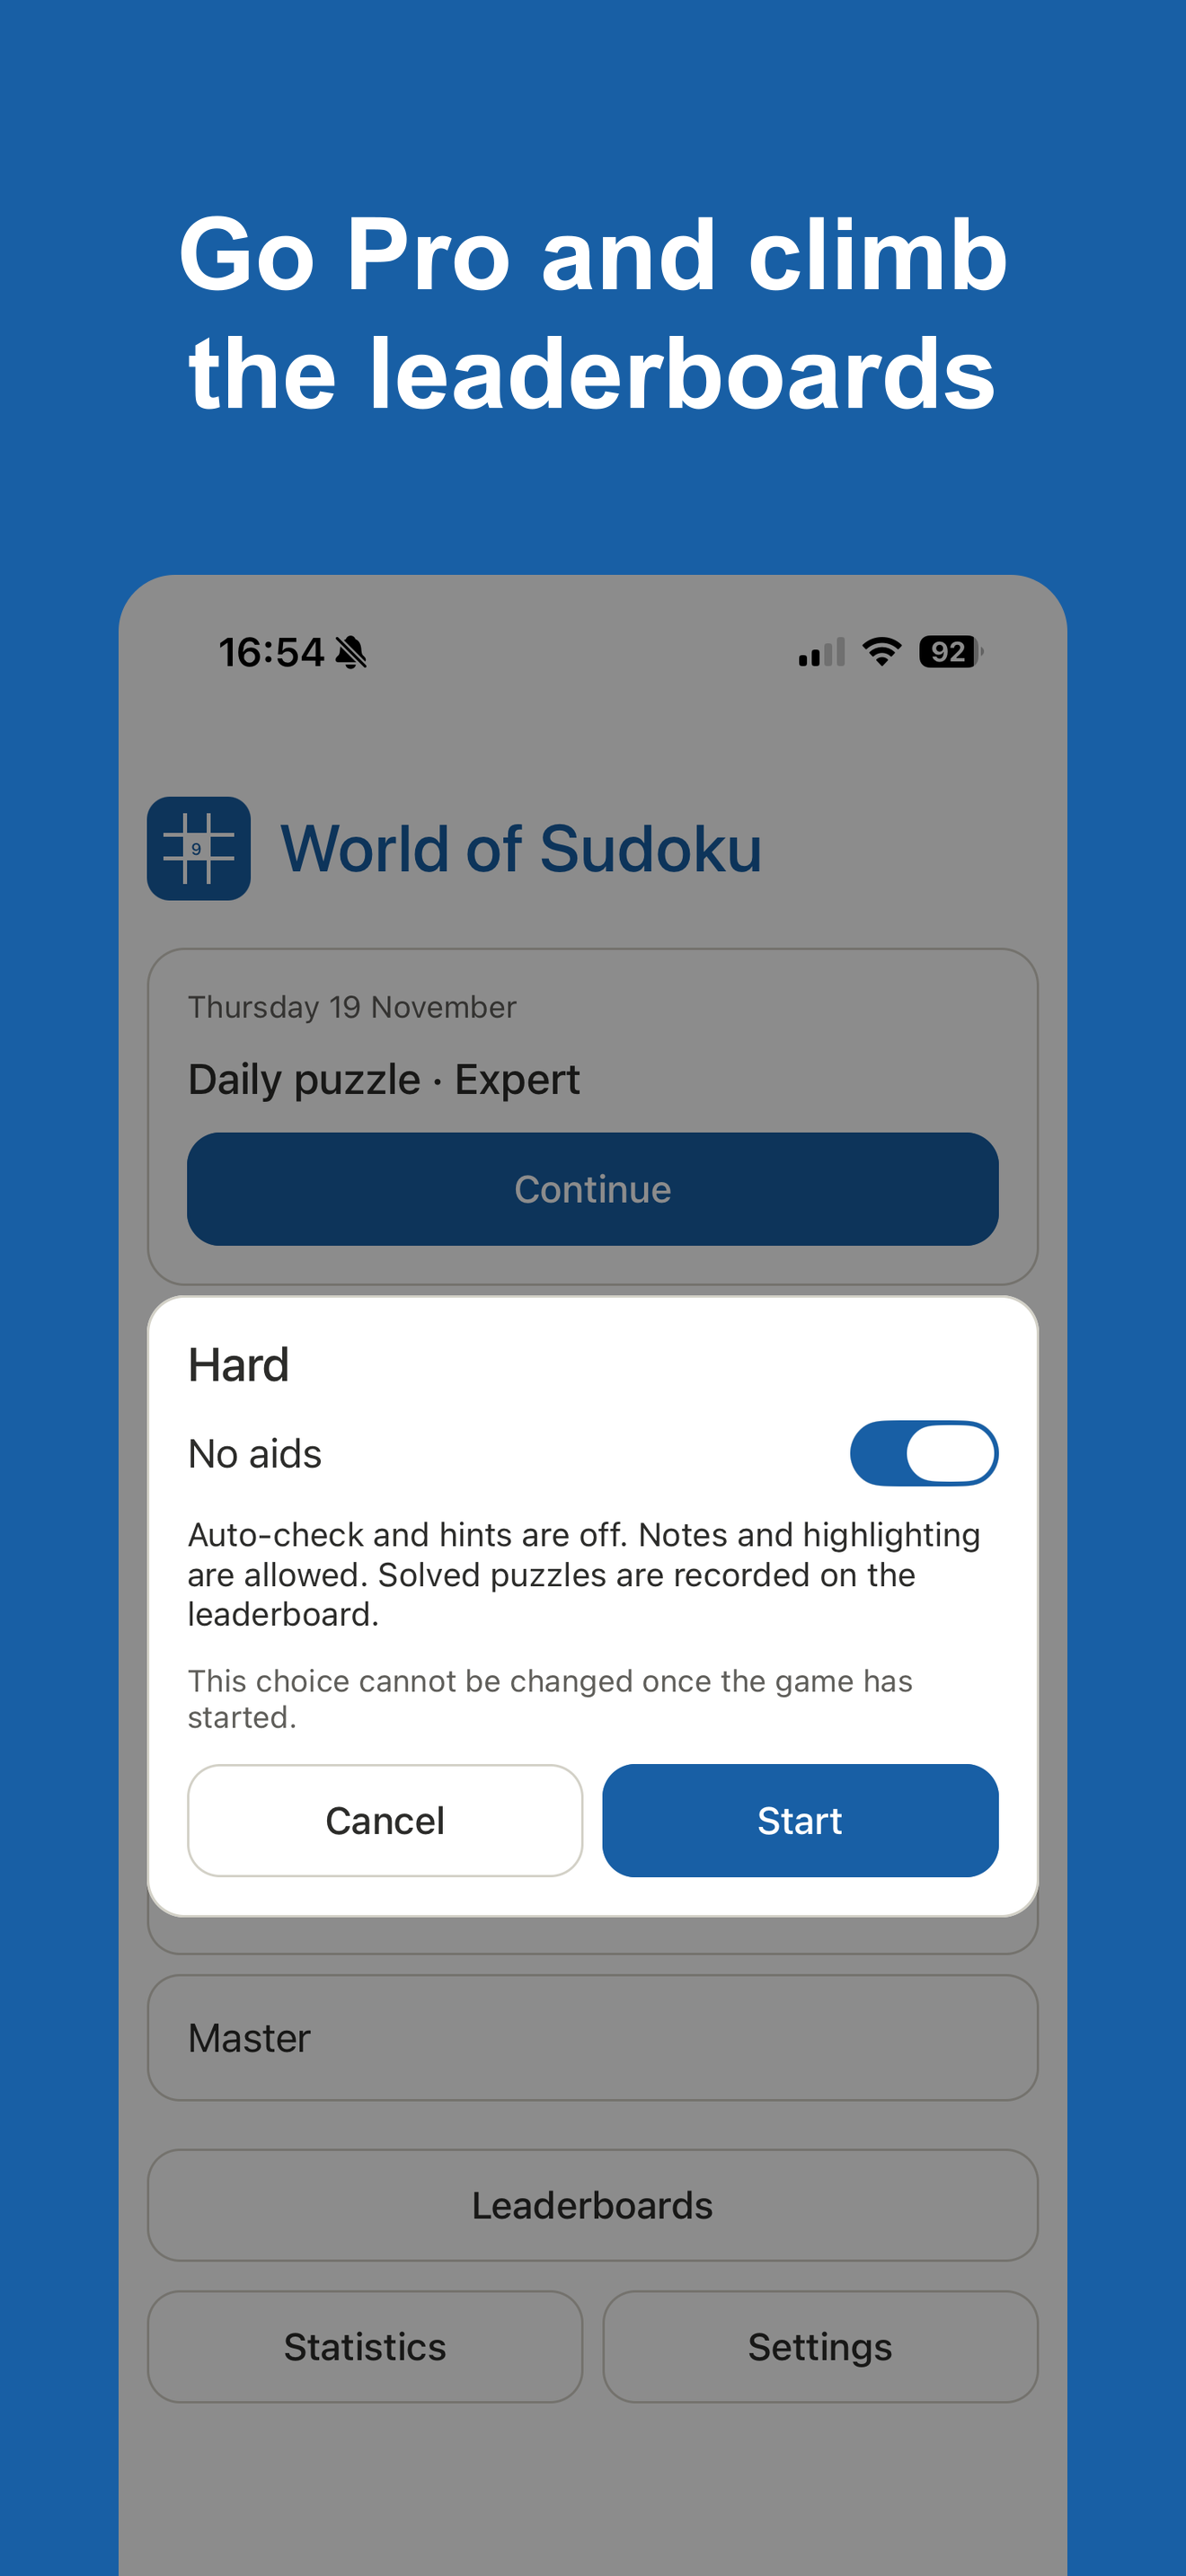 Go Pro and climb
the leaderboards
16:54
92
9
World of Sudoku
Thursday 19 November
Daily puzzle · Expert
Continue
Hard
No aids
Auto-check and hints are off. Notes and highlighting
are allowed. Solved puzzles are recorded on the
leaderboard.
This choice cannot be changed once the game has
started.
Cancel
Start
Master
Leaderboards
Statistics
Settings